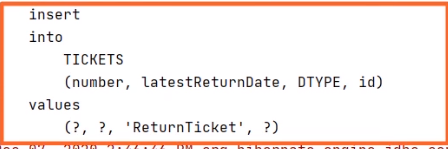 insert
into
TICKETS
(number, latestReturnDate, DTYPE, id)
values
(?, ?, 'ReturnTicket', ?)